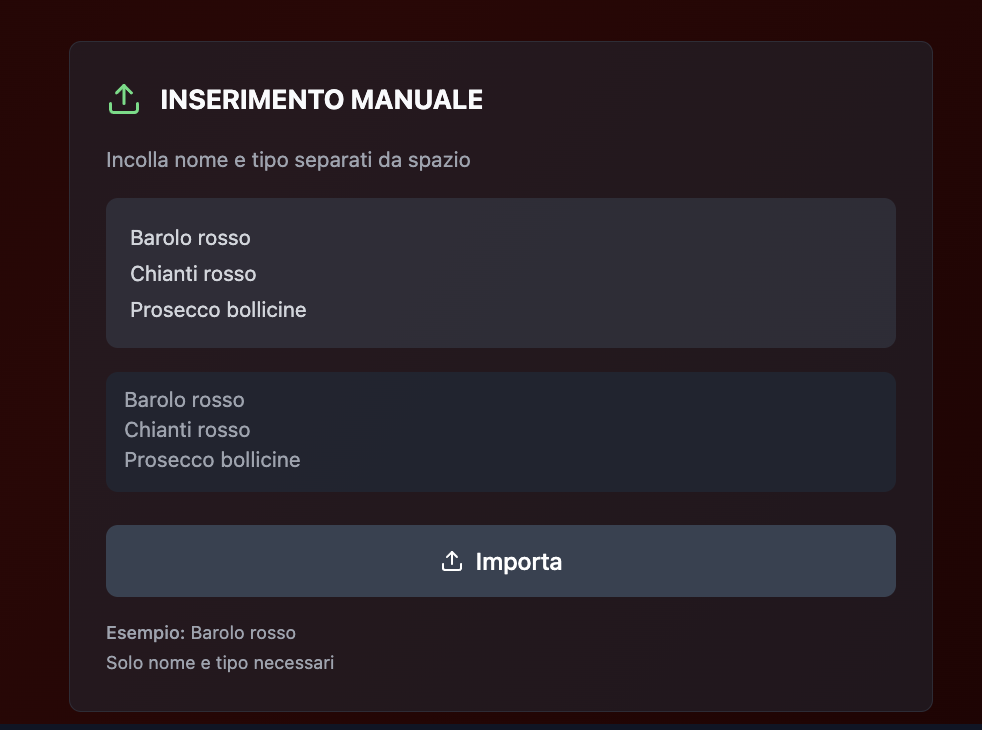 INSERIMENTO MANUALE
Incolla nome e tipo separati da spazio
Barolo rosso
Chianti rosso
Prosecco bollicine
Barolo rosso
Chianti rosso
Prosecco bollicine
Importa
Esempio: Barolo rosso
Solo nome e tipo necessari